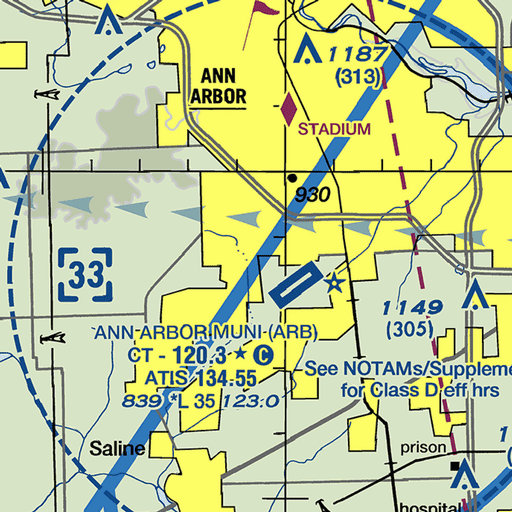 1187
(313)
ANN
ARBOR
STADIUM
930
33
1149
(305)
ANN ARBOR MUNI (ARB)
CT - 120.3 ★ C
ATIS 134.55
839 *L 35 123.0
See NOTAMs/Suppleme
for Class D eff hrs
Saline
prison
1
hospital